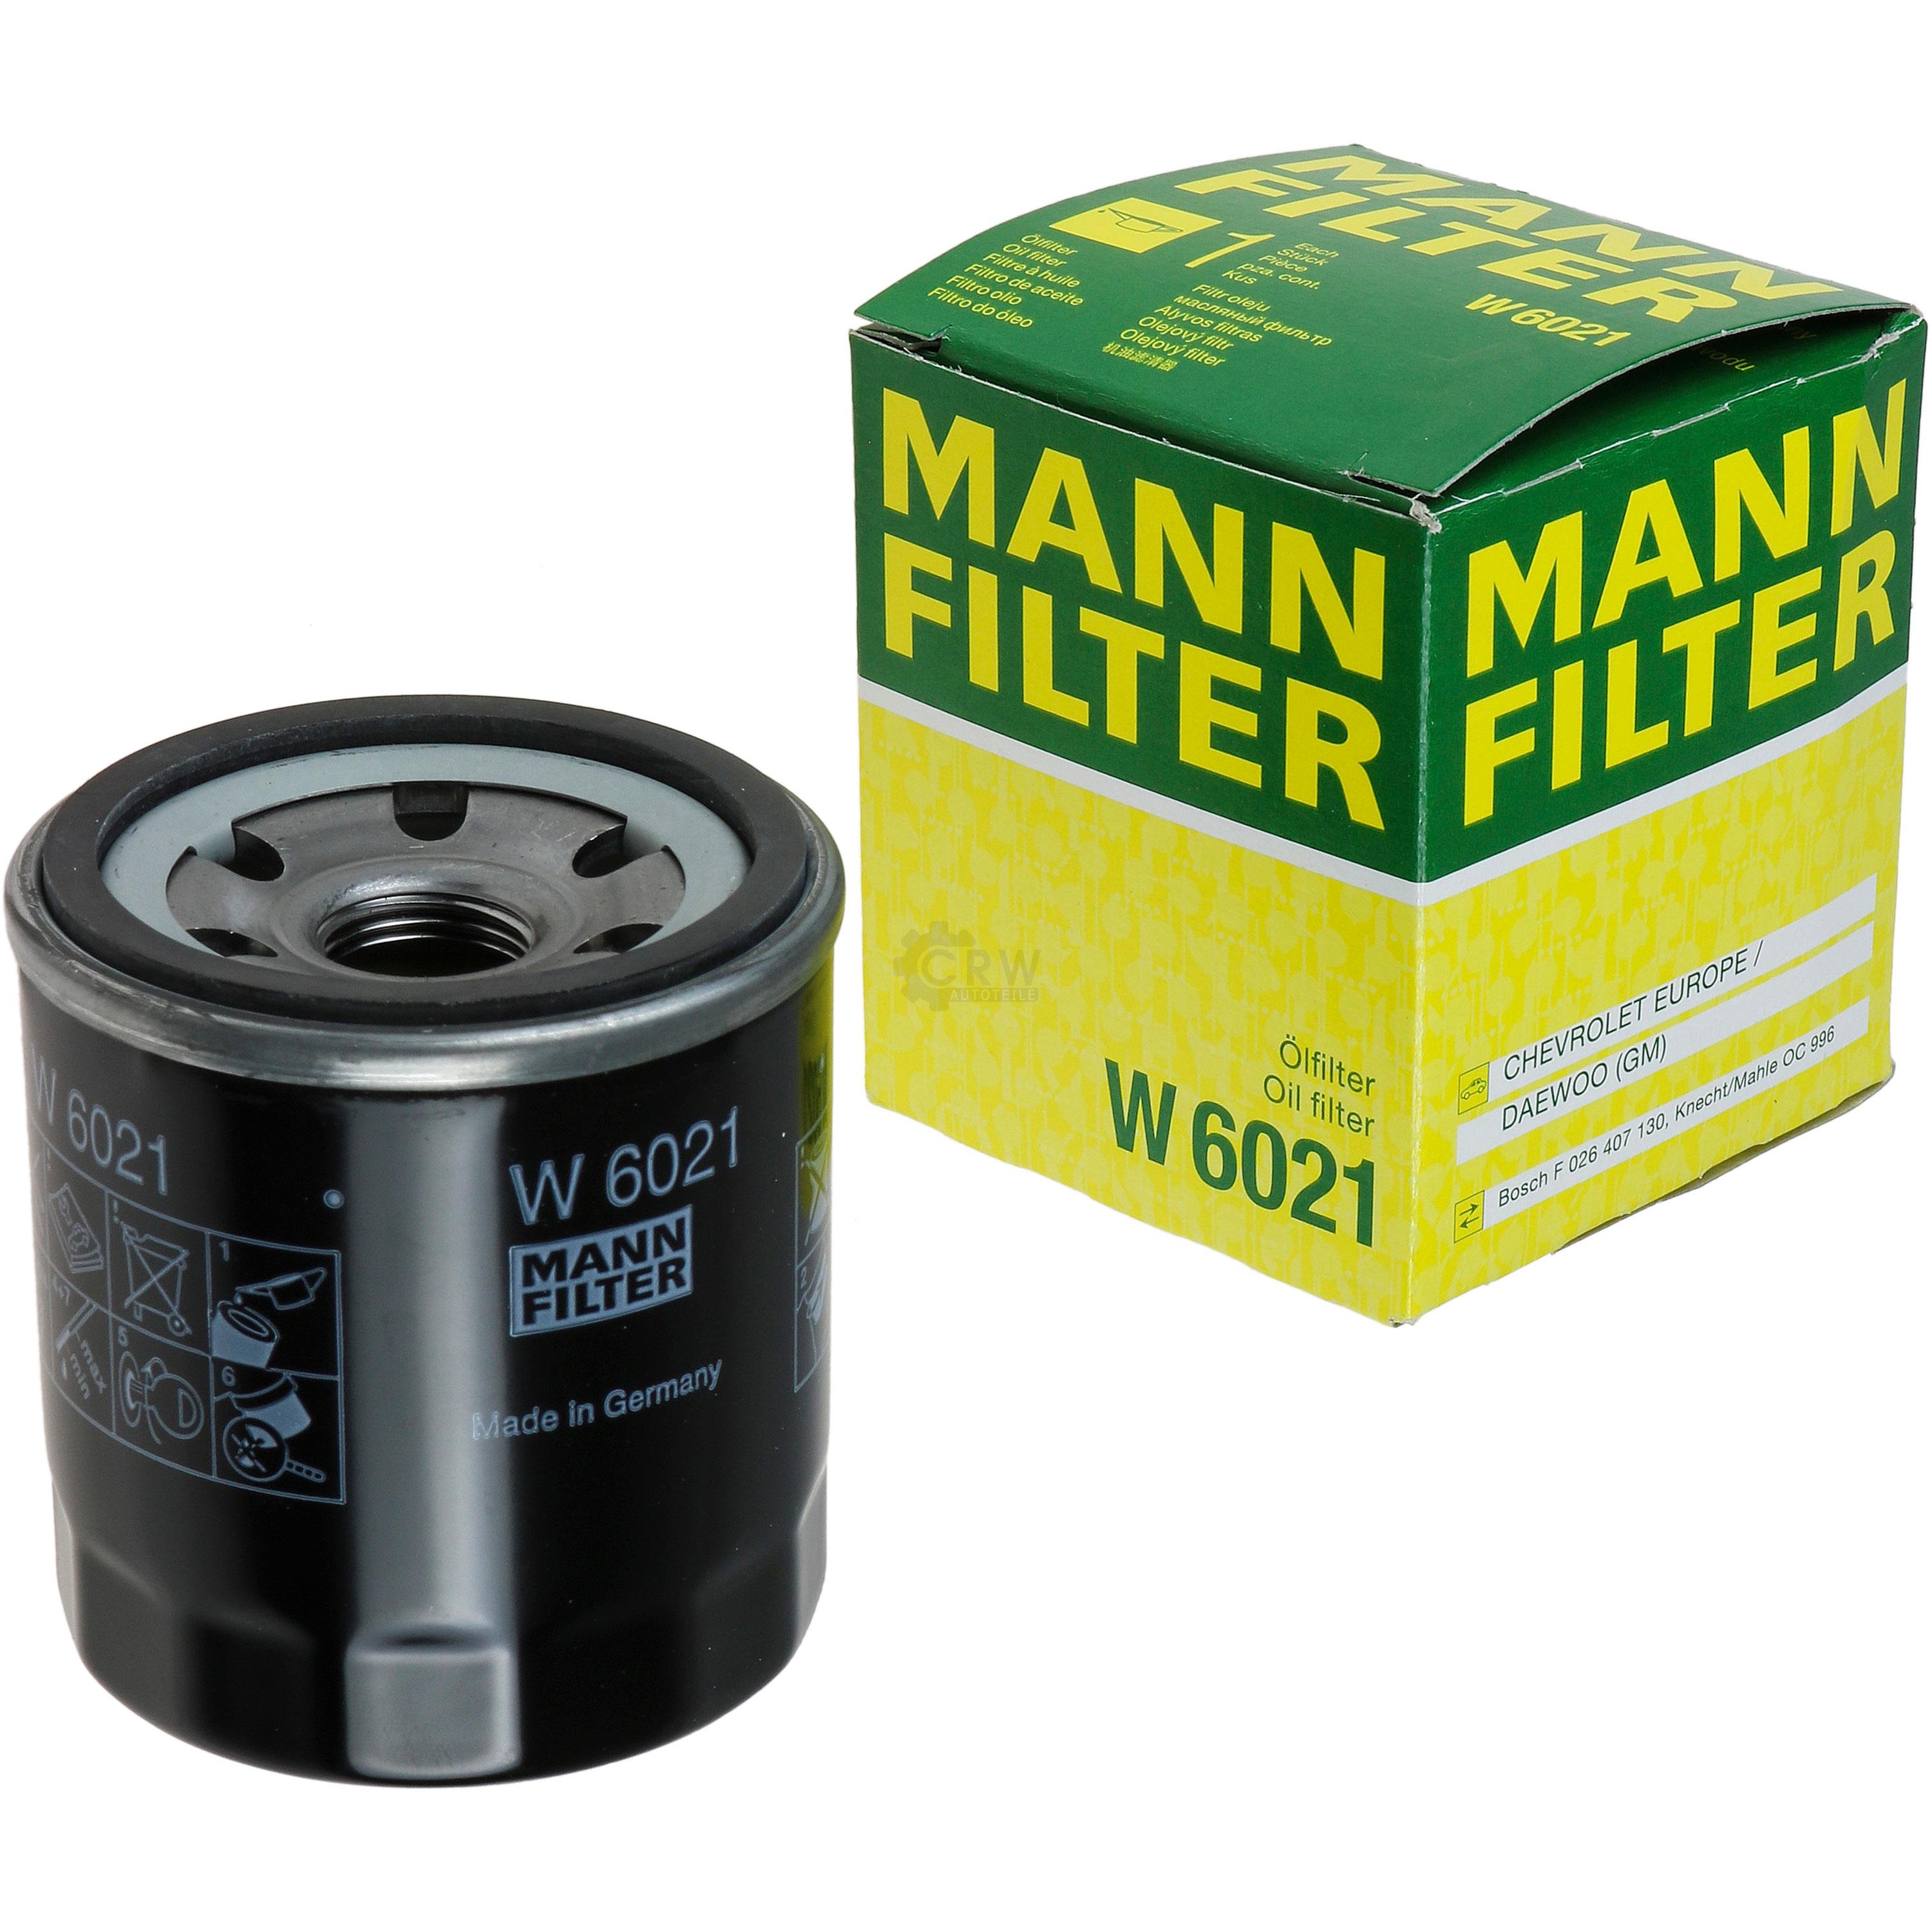 MANN
FILTER
W 6021
1
Each
Stück
Pièce
pza. cont.
Kus
Ölfilter
Oil filter
Filtre à huile
Filtro de aceite
Filtro olio
Filtro do óleo
Filtr oleju
масляный фильтр
Alyvos filtras
Olejový filtr
Olejový filter
机油滤清器
MANN
FILTER
Ölfilter
Oil filter
W 6021
MANN
FILTER
CHEVROLET EUROPE /
DAEWOO (GM)
Bosch F 026 407 130, Knecht/Mahle OC 996
CRW
AUTOTEILE
W 6021
1
5
max
min
6
W 6021
MANN
FILTER
Made in Germany
2